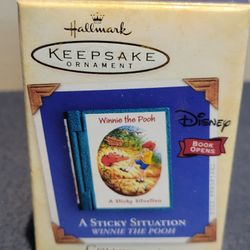 Hallmark
KEEPSAKE
ORNAMENT
Winnie the Pooh
Disney
BOOK
OPENS
A Sticky Situation
A STICKY SITUATION
WINNIE THE POOH